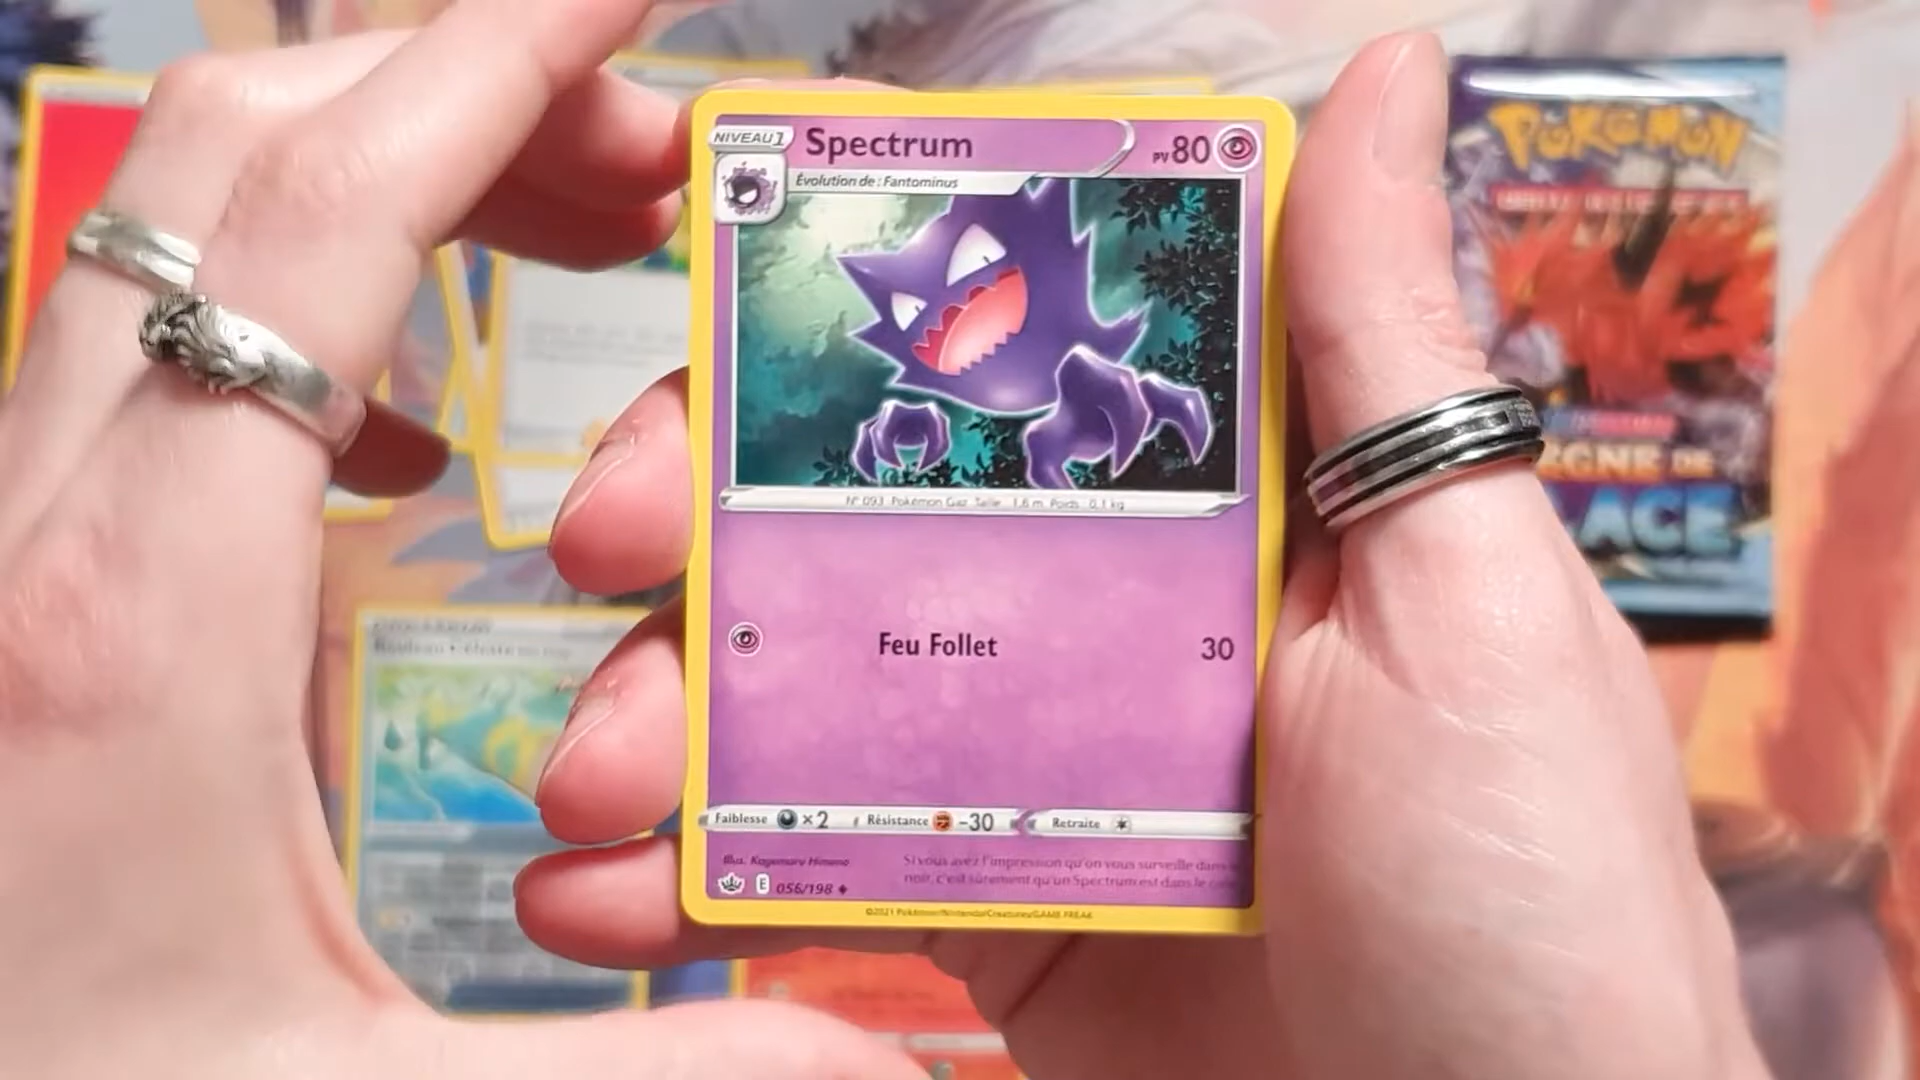 NIVEAU 1
Spectrum
PV 80
Évolution de : Fantominus
N° 093 Pokémon Gaz Taille : 1,6 m Poids : 0,1 kg
Feu Follet
30
Faiblesse ×2 Résistance -30 Retraite
Illus. Kagemaru Himeno
Si vous avez l'impression qu'on vous surveille dans le
noir, c'est sûrement qu'un Spectrum est dans le coin.
E 056/198
©2021 Pokémon/Nintendo/Creatures/GAME FREAK
POKéMON
ÈGNE DE
LACE